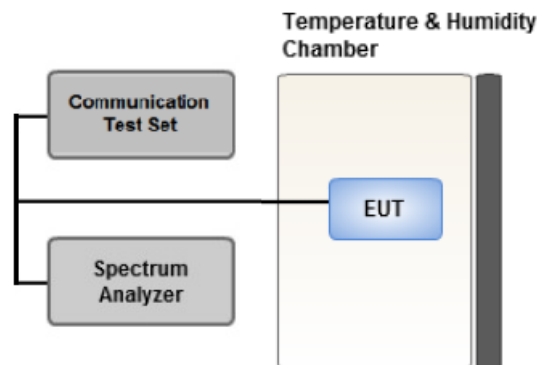 Temperature & Humidity
Chamber
Communication
Test Set
EUT
Spectrum
Analyzer